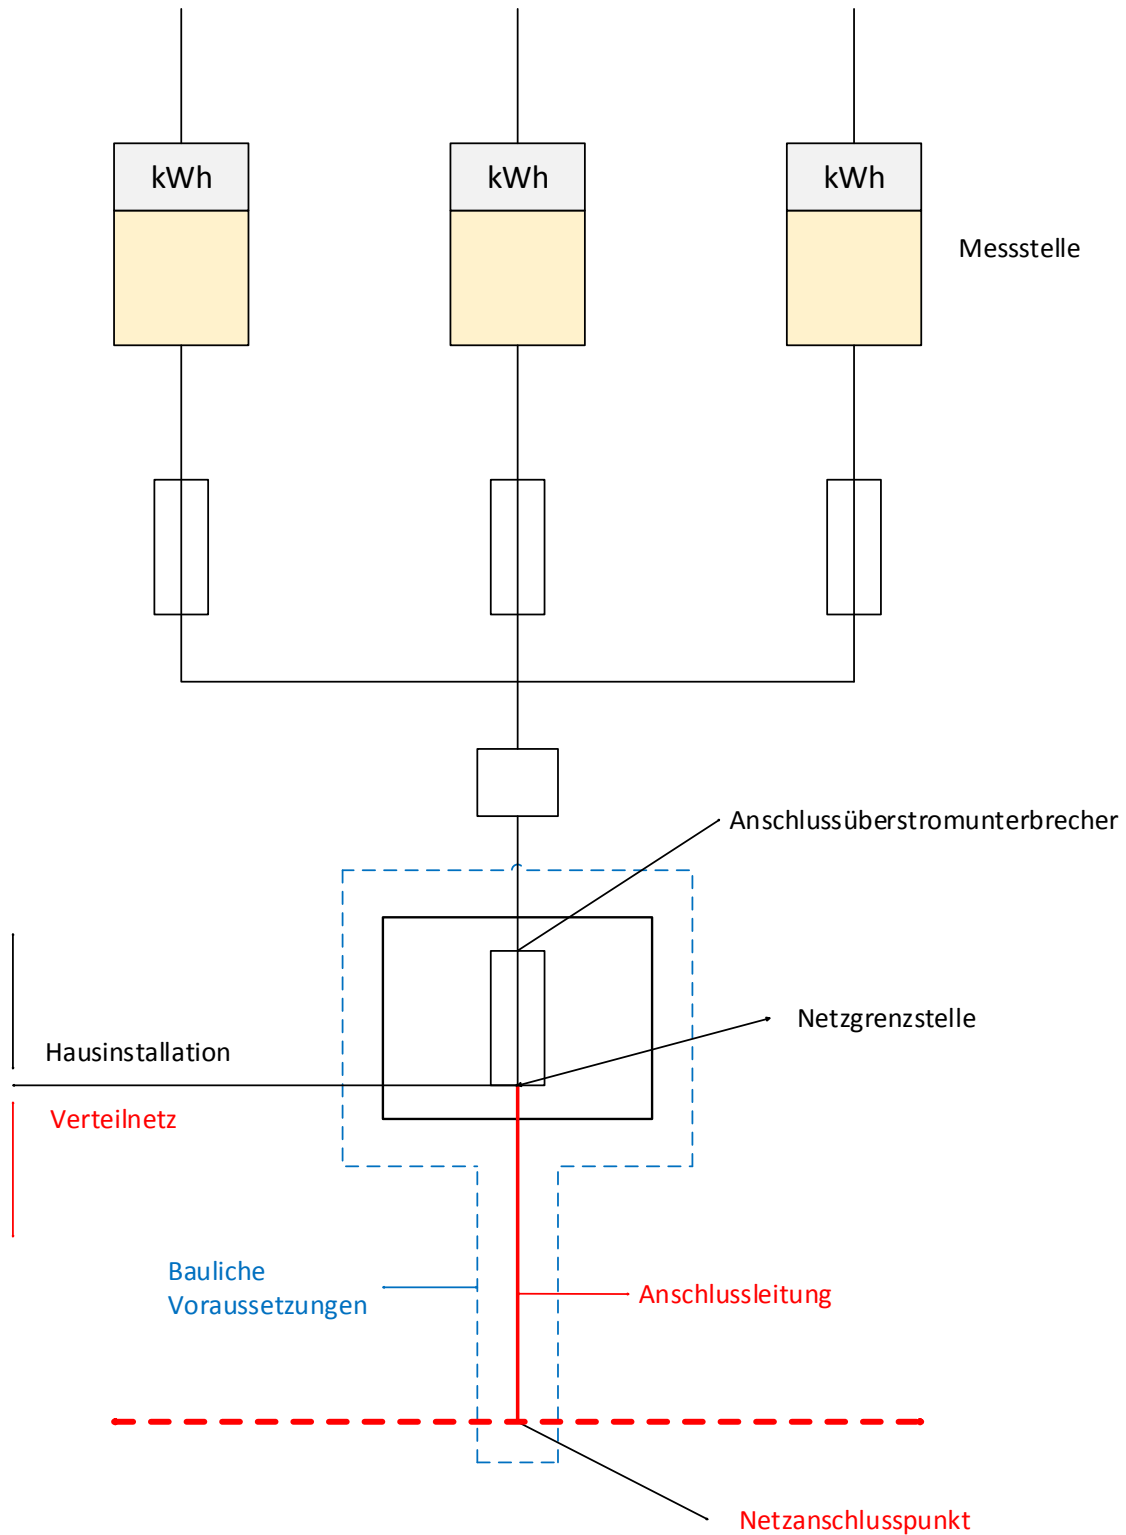 kWh
kWh
kWh
Messstelle
Anschlussüberstromunterbrecher
Netzgrenzstelle
Hausinstallation
Verteilnetz
Bauliche
Voraussetzungen
Anschlussleitung
Netzanschlusspunkt